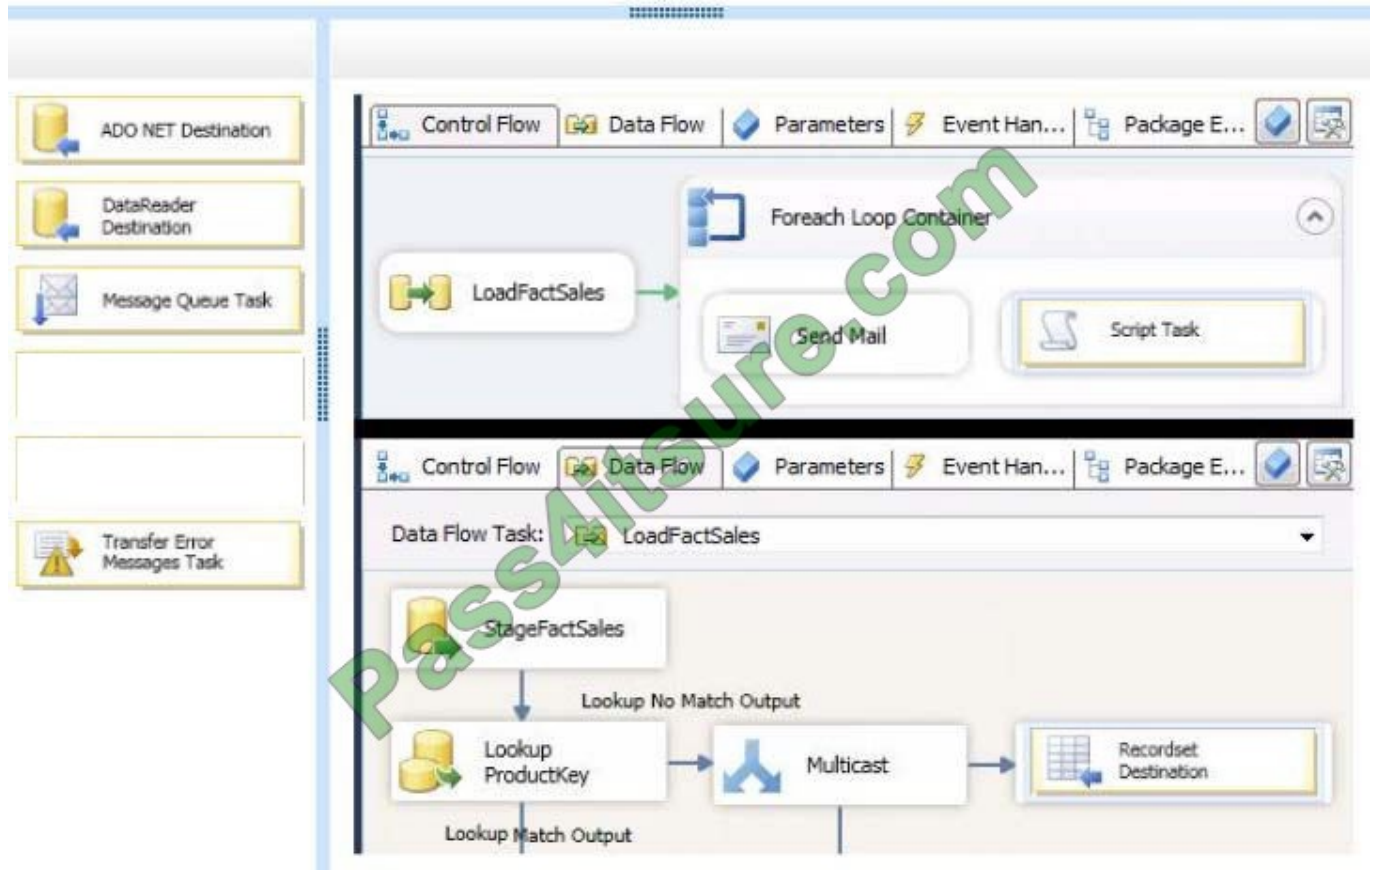 ADO NET Destination
DataReader
Destination
Message Queue Task
Transfer Error
Messages Task
Control Flow
Data Flow
Parameters
Event Han...
Package E...
Foreach Loop Container
LoadFactSales
Send Mail
Script Task
Control Flow
Data Flow
Parameters
Event Han...
Package E...
Data Flow Task:
LoadFactSales
StageFactSales
Lookup No Match Output
Lookup
ProductKey
Multicast
Recordset
Destination
Lookup Match Output
Pass4itsure.com